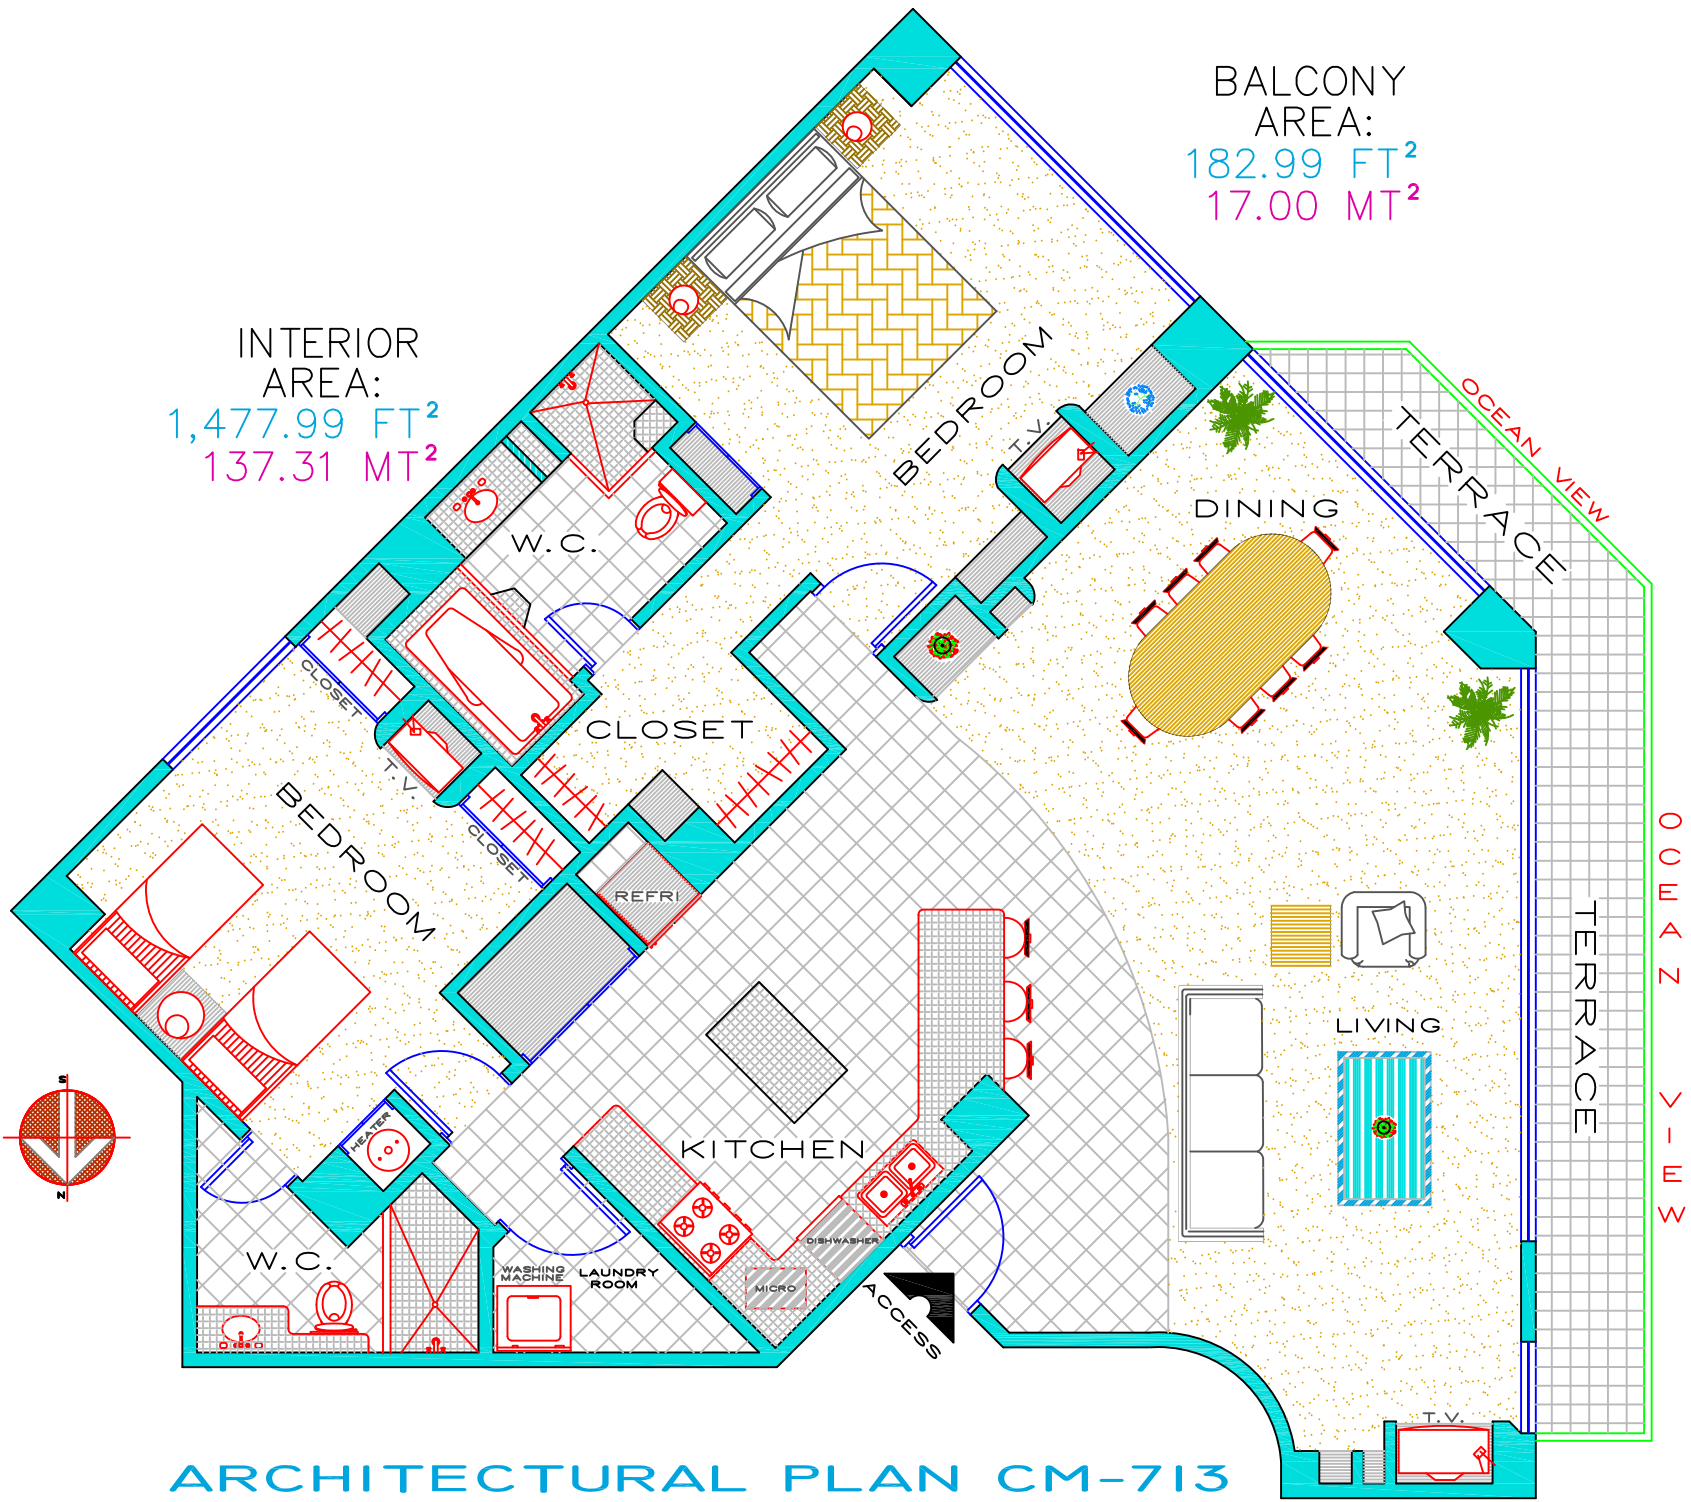 BALCONY
AREA:
182.99 FT²
17.00 MT²
INTERIOR
AREA:
1,477.99 FT²
137.31 MT²
OCEAN VIEW
TERRACE
BEDROOM
T.V.
DINING
W.C.
CLOSET
CLOSET
T.V.
BEDROOM
CLOSET
REFRI
OCEAN VIEW
TERRACE
LIVING
S
N
HEATER
KITCHEN
W.C.
WASHING
MACHINE
LAUNDRY
ROOM
DISHWASHER
MICRO
ACCESS
T.V.
ARCHITECTURAL PLAN CM-713